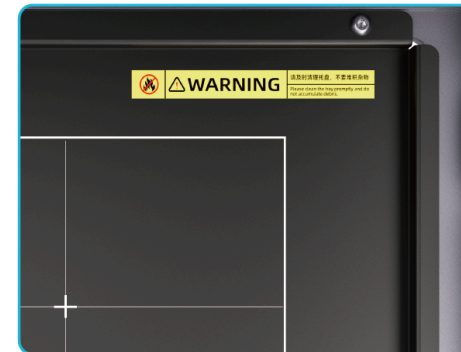 WARNING
请及时清理托盘，不要堆积杂物
Please clean the tray promptly and do
not accumulate debris.